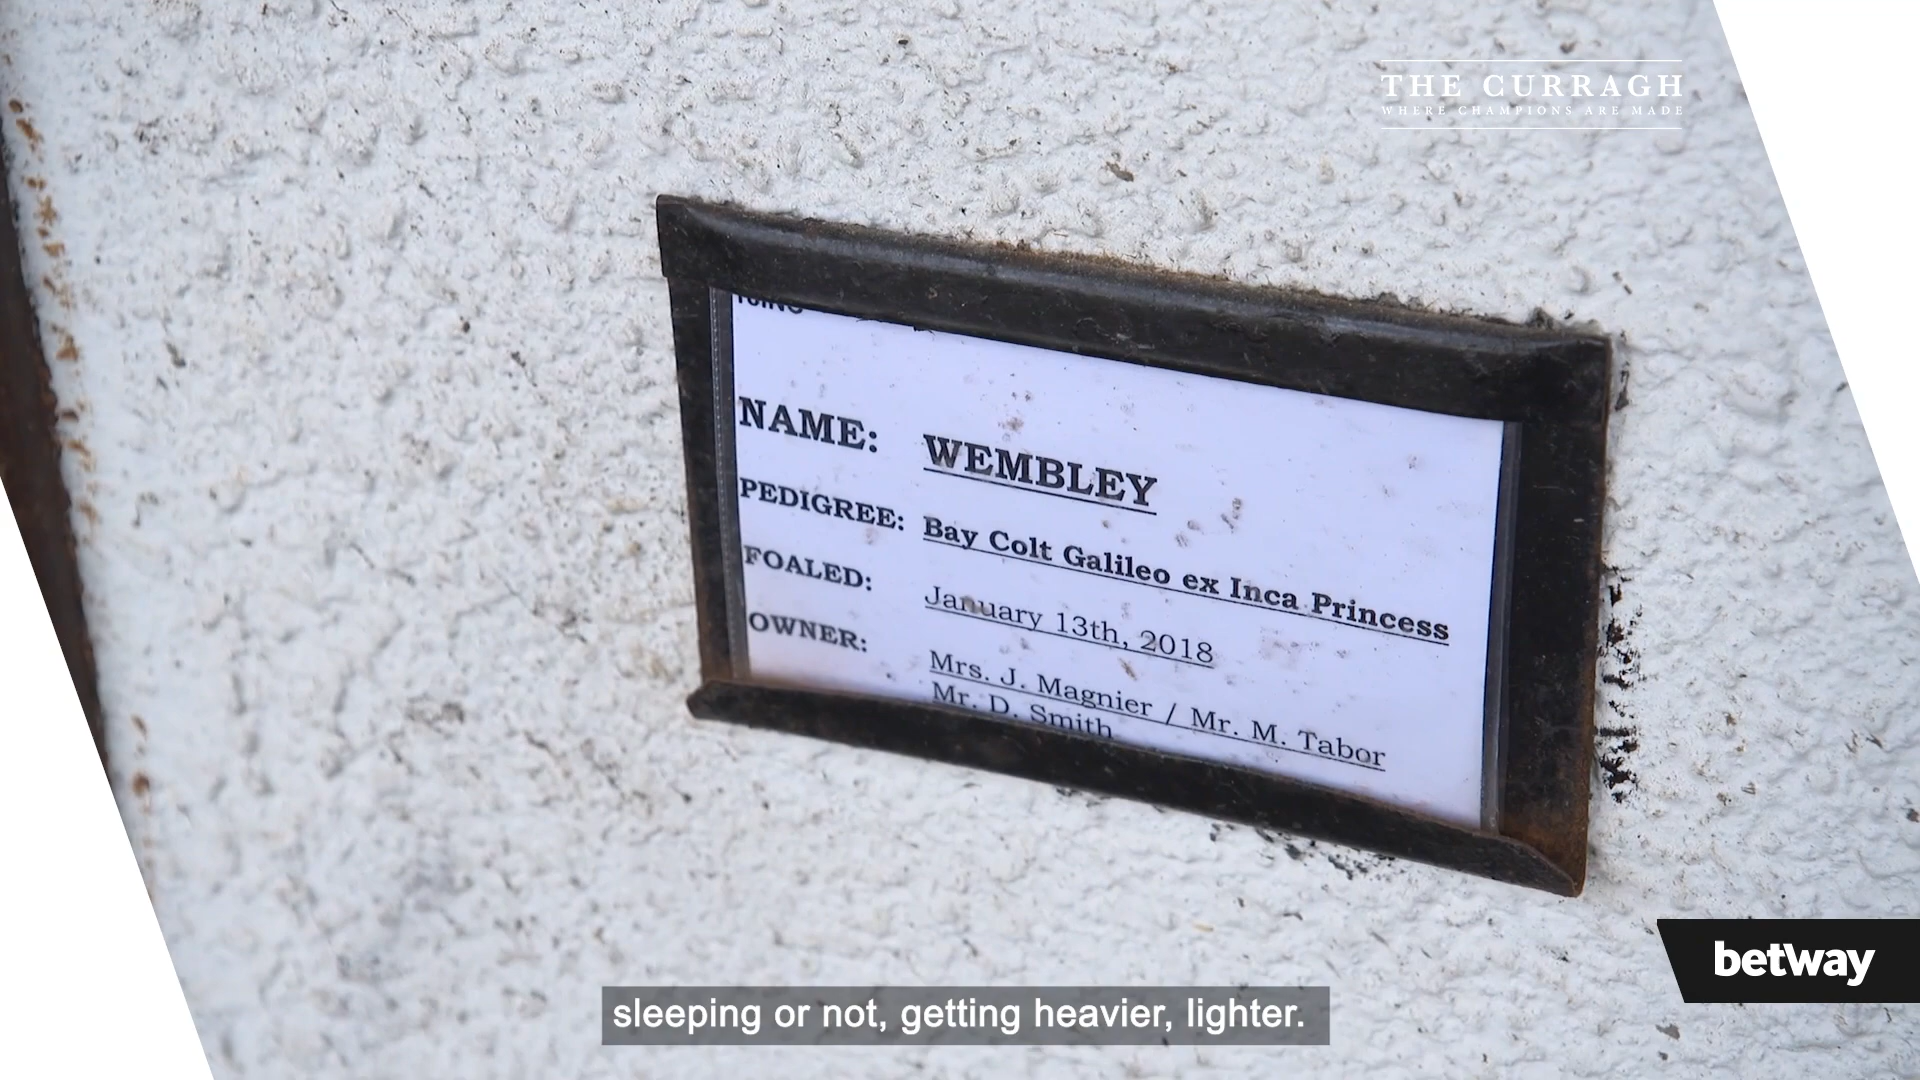 THE CURRAGH
WHERE CHAMPIONS ARE MADE
NAME: WEMBLEY
PEDIGREE: Bay Colt Galileo ex Inca Princess
FOALED: January 13th, 2018
OWNER: Mrs. J. Magnier / Mr. M. Tabor
Mr. D. Smith
betway
sleeping or not, getting heavier, lighter.